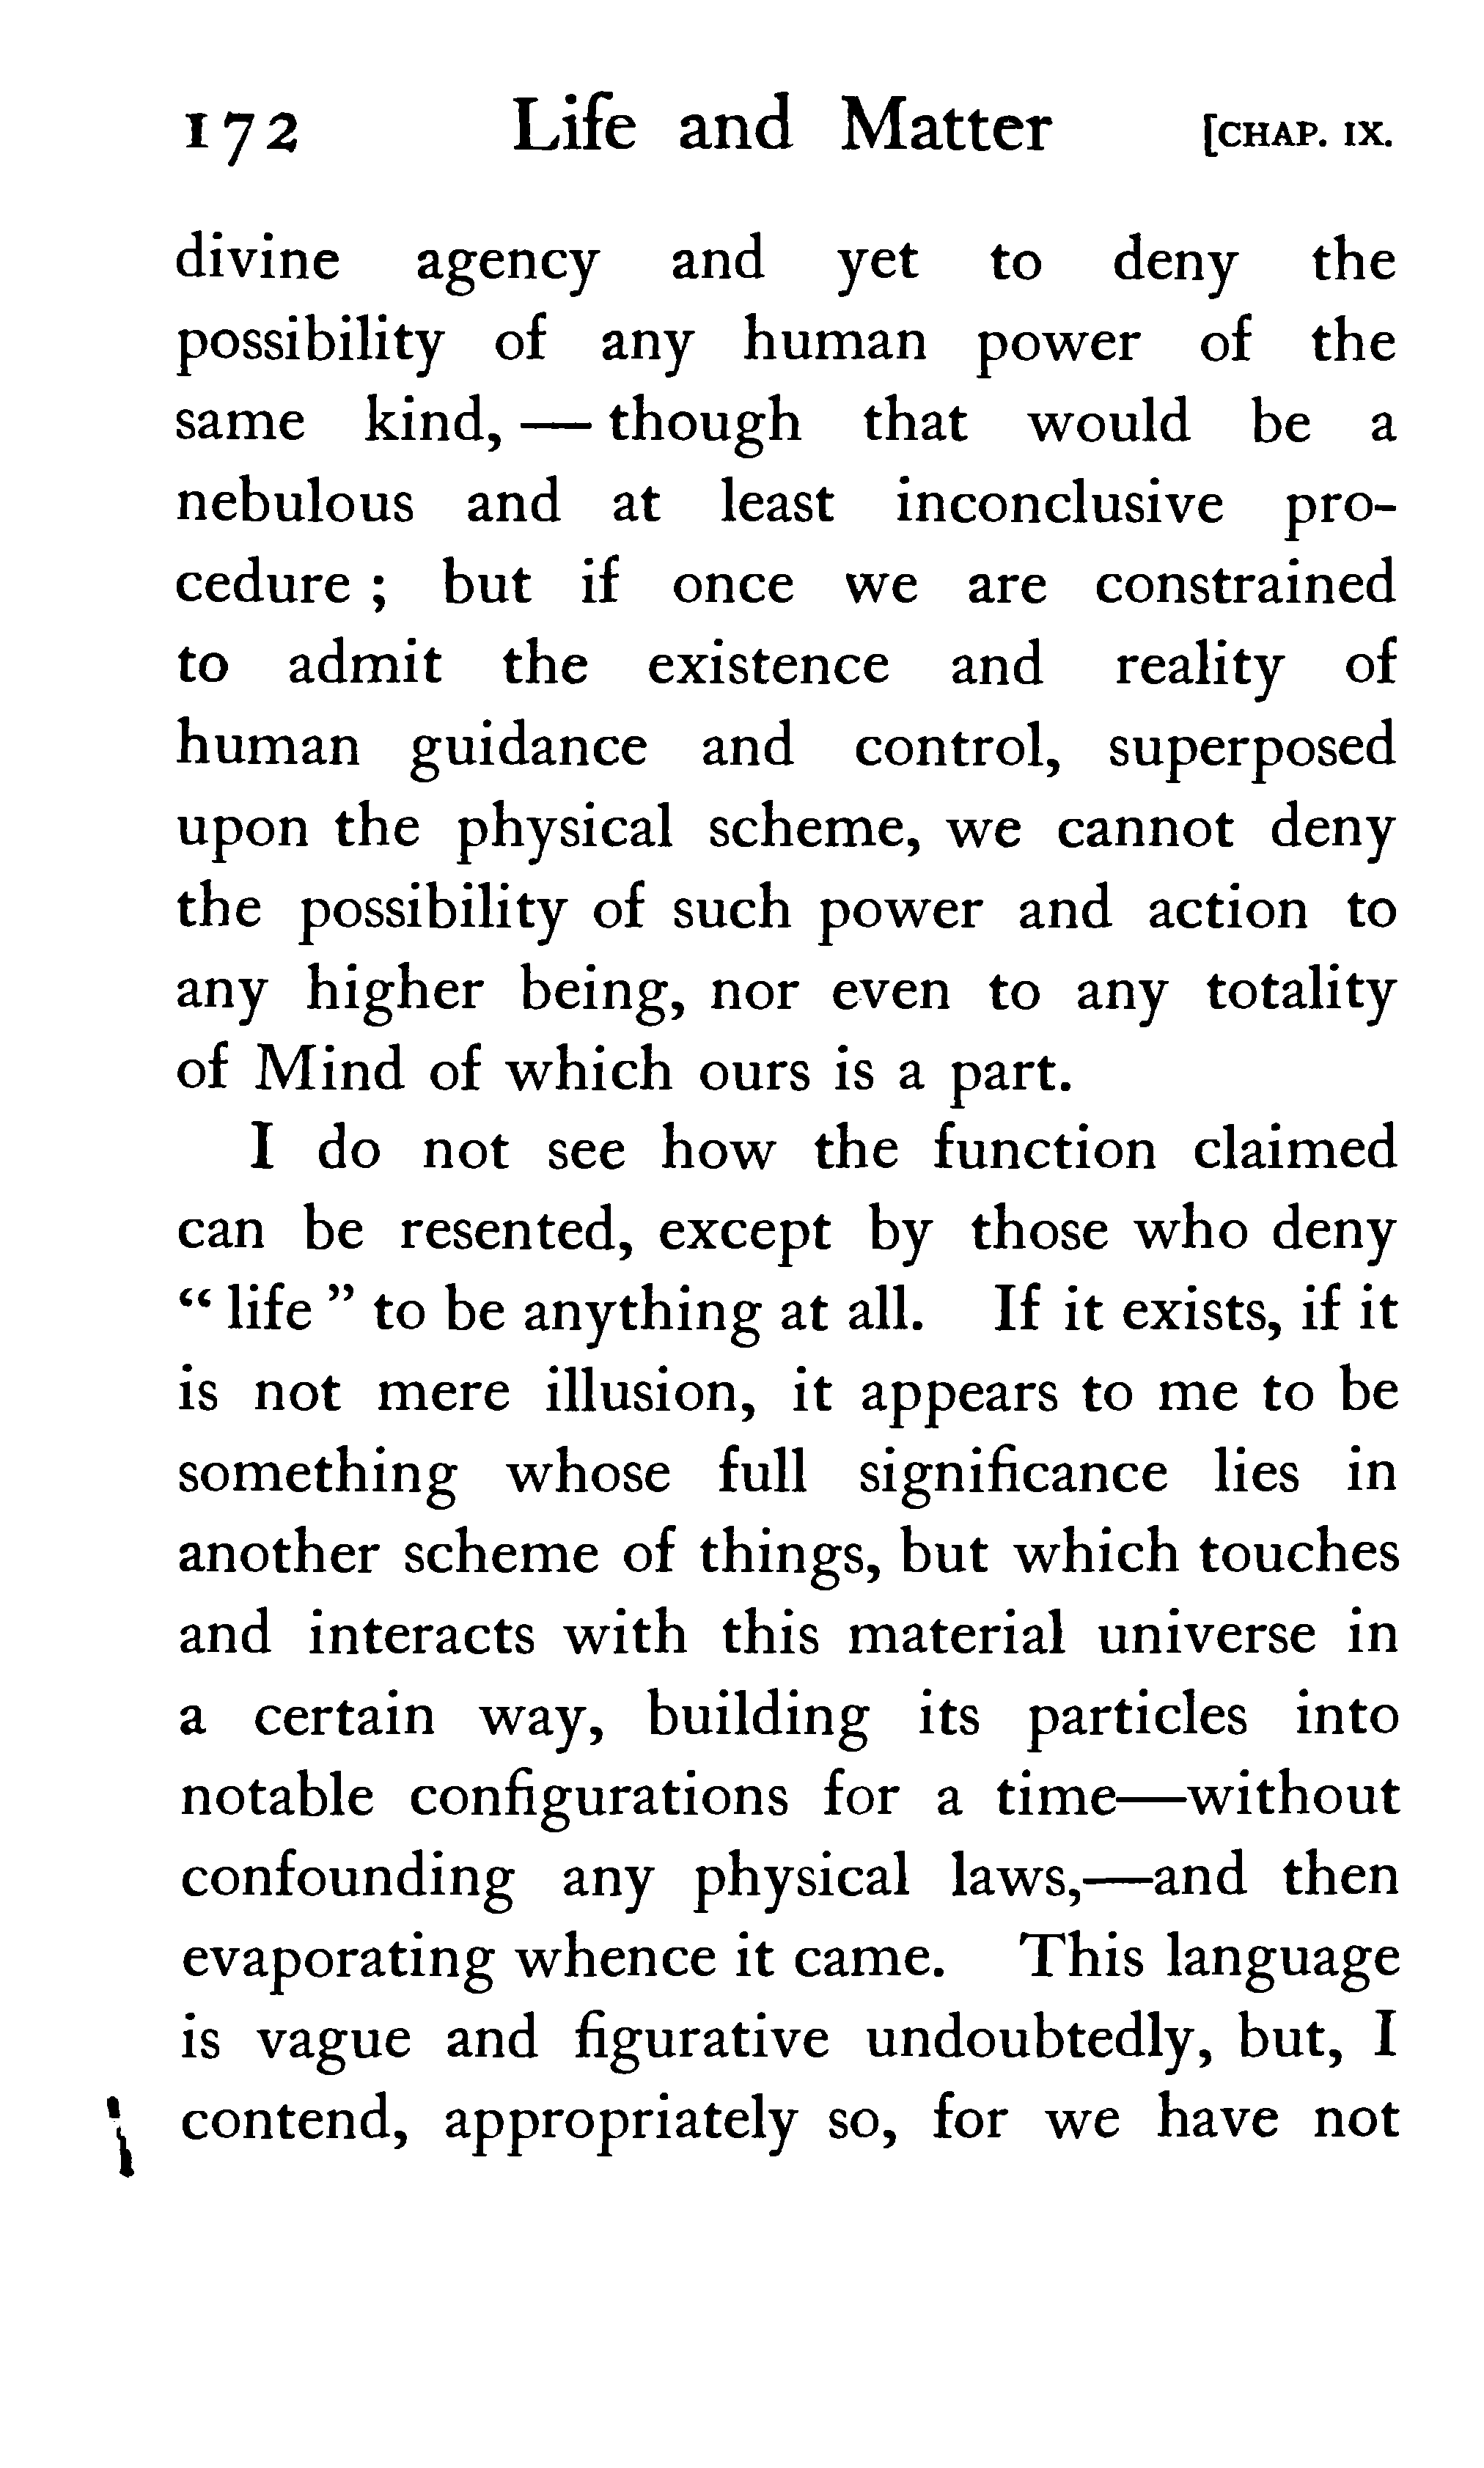 172 Life and Matter [CHAP. IX.
divine agency and yet to deny the
possibility of any human power of the
same kind, — though that would be a
nebulous and at least inconclusive pro-
cedure ; but if once we are constrained
to admit the existence and reality of
human guidance and control, superposed
upon the physical scheme, we cannot deny
the possibility of such power and action to
any higher being, nor even to any totality
of Mind of which ours is a part.
I do not see how the function claimed
can be resented, except by those who deny
“ life ” to be anything at all. If it exists, if it
is not mere illusion, it appears to me to be
something whose full significance lies in
another scheme of things, but which touches
and interacts with this material universe in
a certain way, building its particles into
notable configurations for a time—without
confounding any physical laws,—and then
evaporating whence it came. This language
is vague and figurative undoubtedly, but, I
contend, appropriately so, for we have not